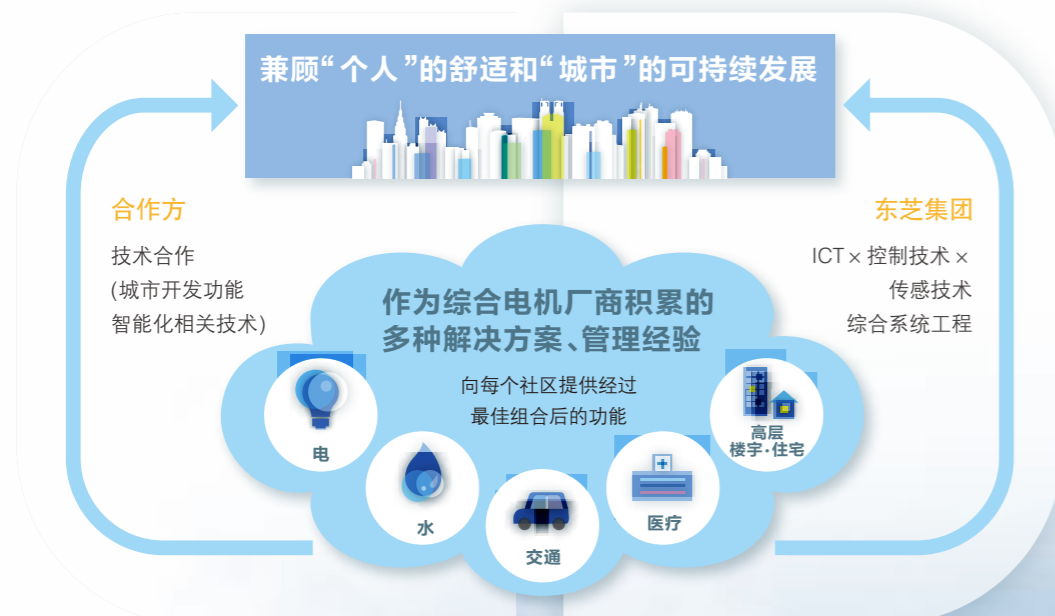 兼顾“个人”的舒适和“城市”的可持续发展
合作方
技术合作
(城市开发功能
智能化相关技术)
东芝集团
ICT × 控制技术 ×
传感技术
综合系统工程
作为综合电机厂商积累的
多种解决方案、管理经验
向每个社区提供经过
最佳组合后的功能
电
水
交通
医疗
高层
楼宇·住宅